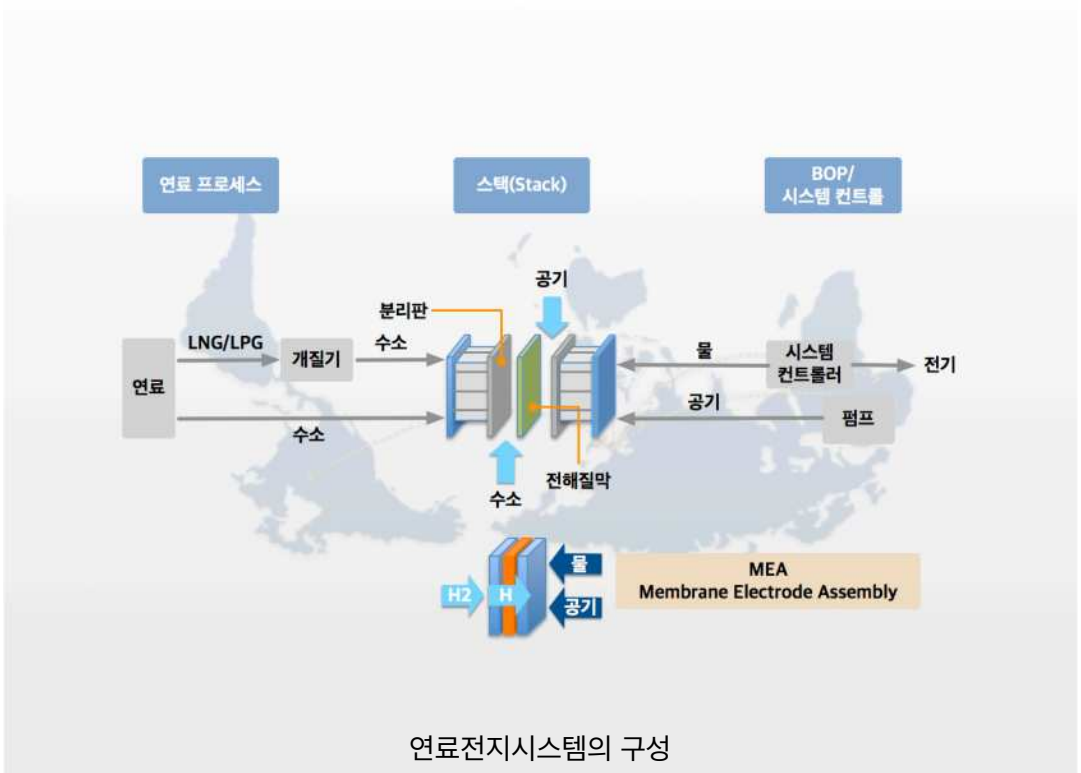 연료 프로세스
스택(Stack)
BOP/
시스템 컨트롤
공기
분리판
LNG/LPG
수소
개질기
연료
수소
물
시스템
컨트롤러
전기
공기
펌프
수소
전해질막
H2
H
물
공기
MEA
Membrane Electrode Assembly
연료전지시스템의 구성